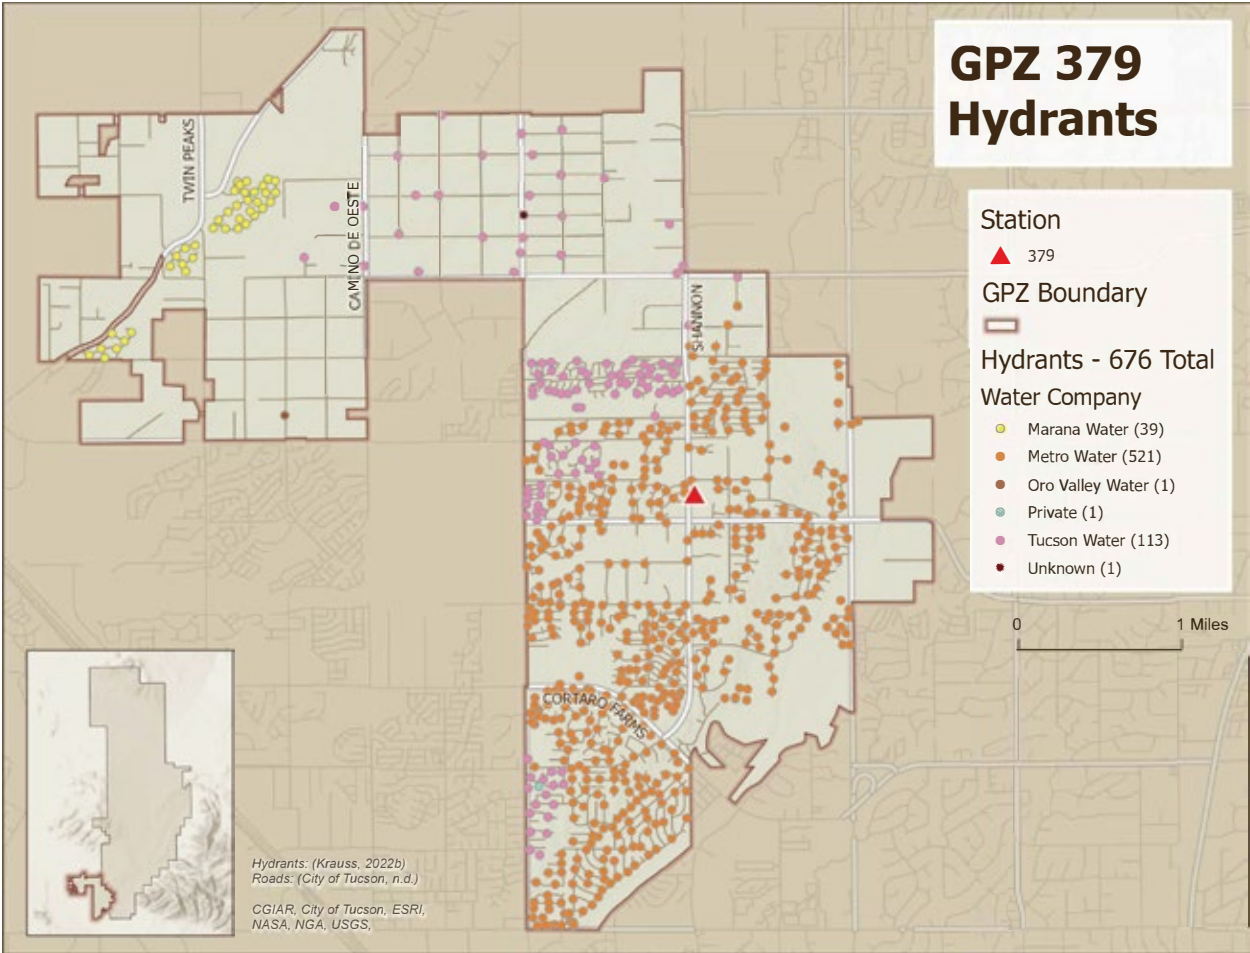 GPZ 379
Hydrants
Station
379
GPZ Boundary
Hydrants - 676 Total
Water Company
Marana Water (39)
Metro Water (521)
Oro Valley Water (1)
Private (1)
Tucson Water (113)
Unknown (1)
0 1 Miles
TWIN PEAKS
CAMINO DE OESTE
SHANNON
CORTARO FARMS
Hydrants: (Krauss, 2022b)
Roads: (City of Tucson, n.d.)
CGIAR, City of Tucson, ESRI,
NASA, NGA, USGS,